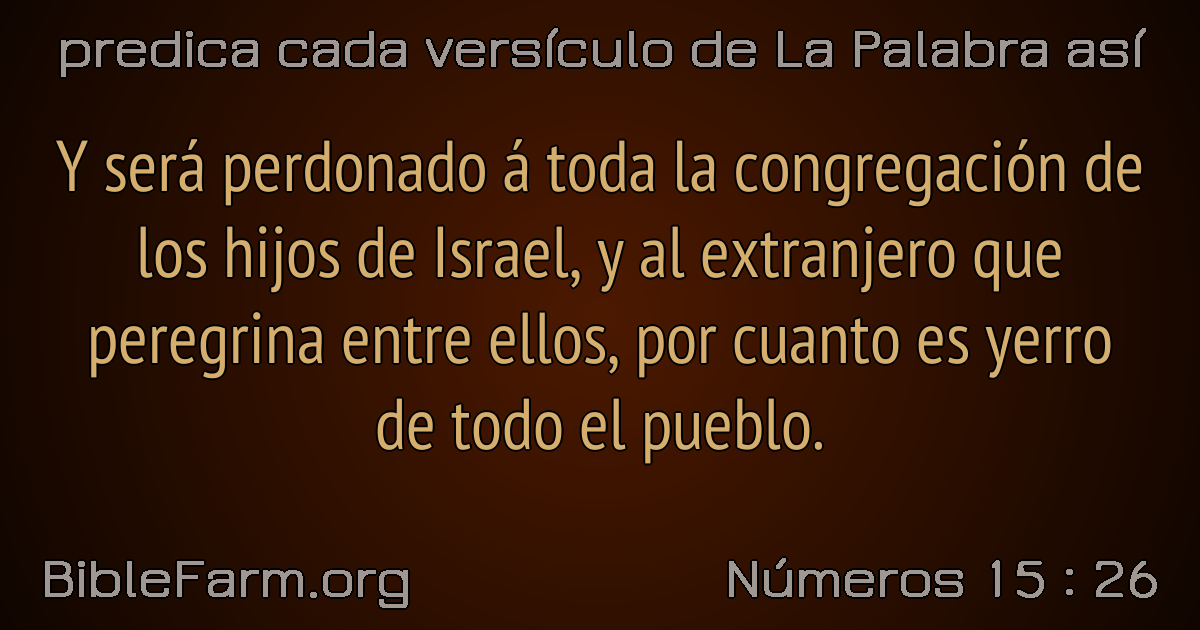 predica cada versículo de La Palabra así
Y será perdonado á toda la congregación de
los hijos de Israel, y al extranjero que
peregrina entre ellos, por cuanto es yerro
de todo el pueblo.
BibleFarm.org
Números 15 : 26